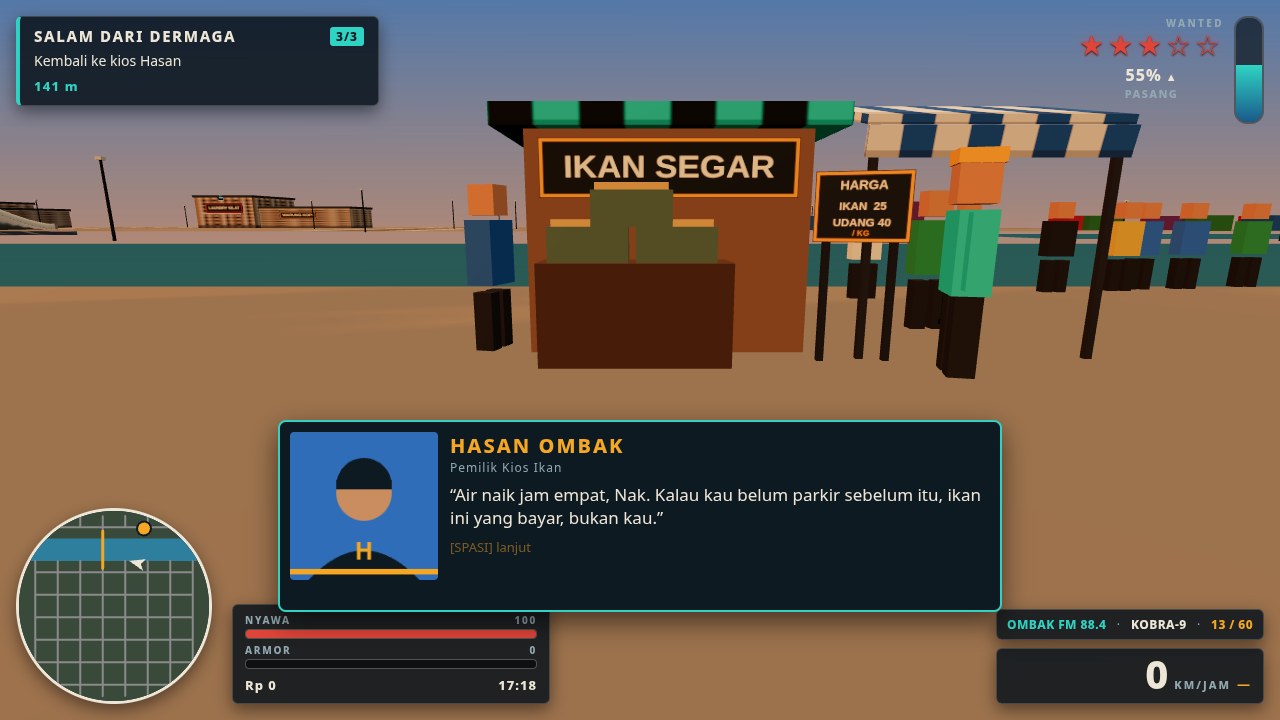 SALAM DARI DERMAGA
3/3
Kembali ke kios Hasan
141 m
WANTED
55% ▲
PASANG
IKAN SEGAR
HARGA
IKAN 25
UDANG 40
/ KG
HASAN OMBAK
Pemilik Kios Ikan
“Air naik jam empat, Nak. Kalau kau belum parkir sebelum itu, ikan
ini yang bayar, bukan kau.”
[SPASI] lanjut
H
NYAWA 100
ARMOR 0
Rp 0 17:18
OMBAK FM 88.4 · KOBRA-9 · 13 / 60
0 KM/JAM —